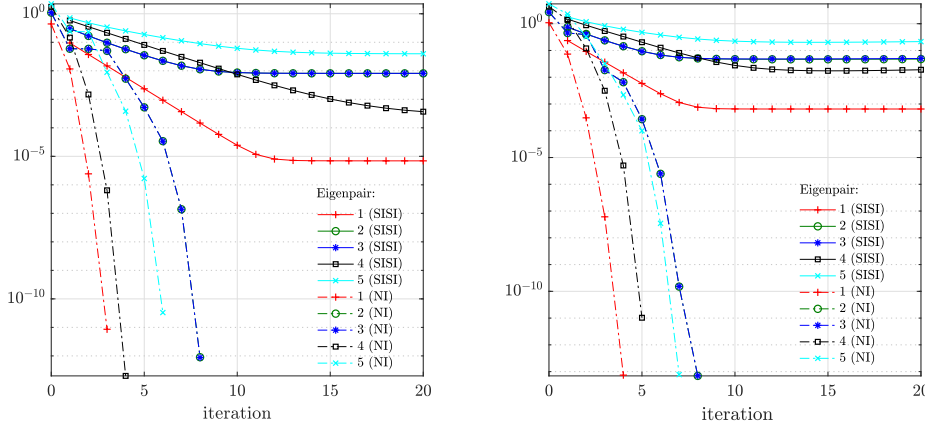 10^0
10^-5
10^-10
0 5 10 15 20
iteration
Eigenpair:
1 (SISI)
2 (SISI)
3 (SISI)
4 (SISI)
5 (SISI)
1 (NI)
2 (NI)
3 (NI)
4 (NI)
5 (NI)
10^0
10^-5
10^-10
0 5 10 15 20
iteration
Eigenpair:
1 (SISI)
2 (SISI)
3 (SISI)
4 (SISI)
5 (SISI)
1 (NI)
2 (NI)
3 (NI)
4 (NI)
5 (NI)